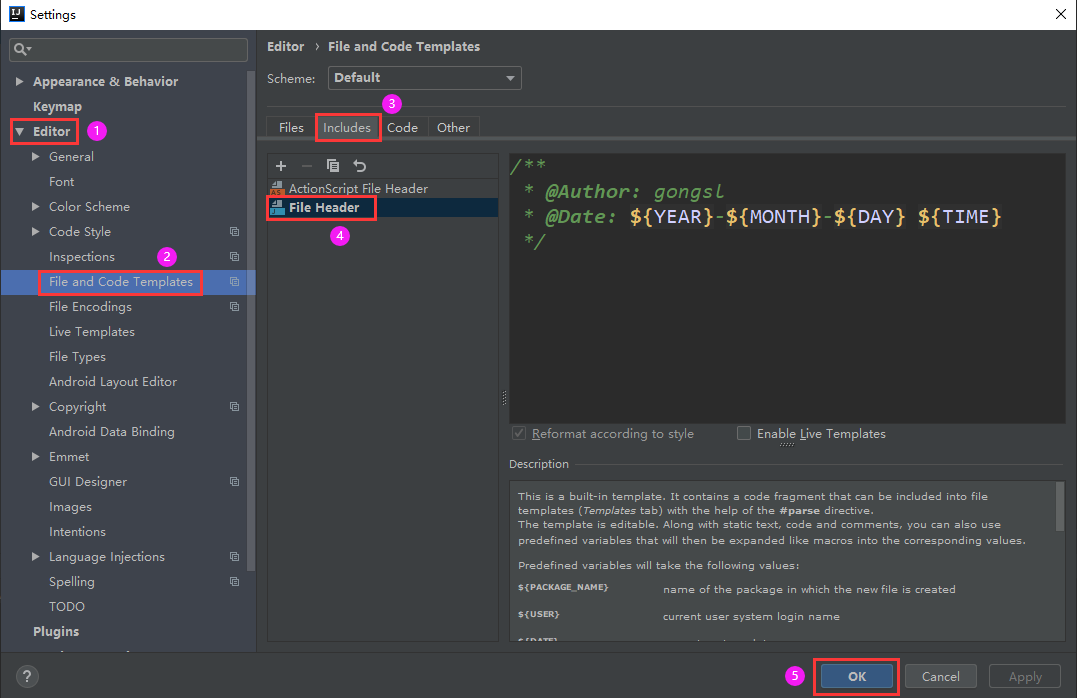 Settings
Editor › File and Code Templates
Scheme: Default
Appearance & Behavior
Keymap
Editor 1
General
Font
Color Scheme
Code Style
Inspections 2
File and Code Templates
File Encodings
Live Templates
File Types
Android Layout Editor
Copyright
Android Data Binding
Emmet
GUI Designer
Images
Intentions
Language Injections
Spelling
TODO
Plugins
3
Files Includes Code Other
ActionScript File Header
File Header
4
/**
* @Author: gongsl
* @Date: ${YEAR}-${MONTH}-${DAY} ${TIME}
*/
Reformat according to style Enable Live Templates
Description
This is a built-in template. It contains a code fragment that can be included into file
templates (Templates tab) with the help of the #parse directive.
The template is editable. Along with static text, code and comments, you can also use
predefined variables that will then be expanded like macros into the corresponding values.
Predefined variables will take the following values:
${PACKAGE_NAME} name of the package in which the new file is created
${USER} current user system login name
${DATE}
? 5 OK Cancel Apply